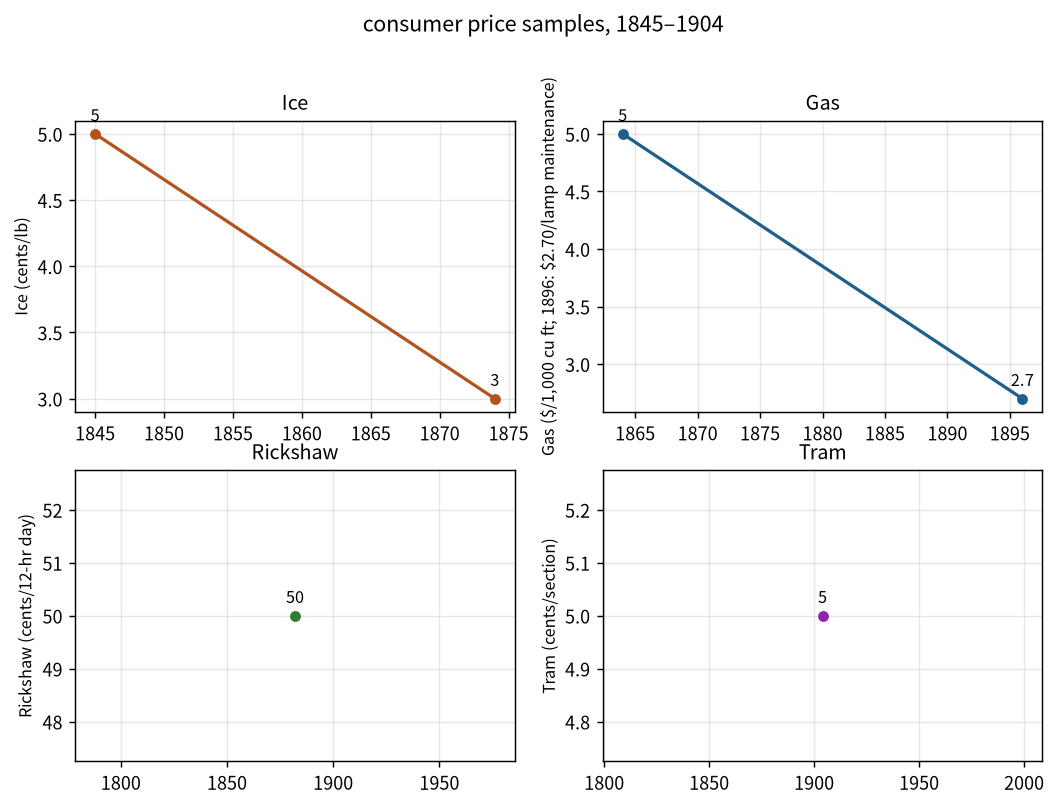 consumer price samples, 1845–1904
Ice
Ice (cents/lb)
5
3
5.0
4.5
4.0
3.5
3.0
1845 1850 1855 1860 1865 1870 1875
Gas
Gas ($/1,000 cu ft; 1896: $2.70/lamp maintenance)
5
2.7
5.0
4.5
4.0
3.5
3.0
1865 1870 1875 1880 1885 1890 1895
Rickshaw
Rickshaw (cents/12-hr day)
50
52
51
50
49
48
1800 1850 1900 1950
Tram
Tram (cents/section)
5
5.2
5.1
5.0
4.9
4.8
1800 1850 1900 1950 2000